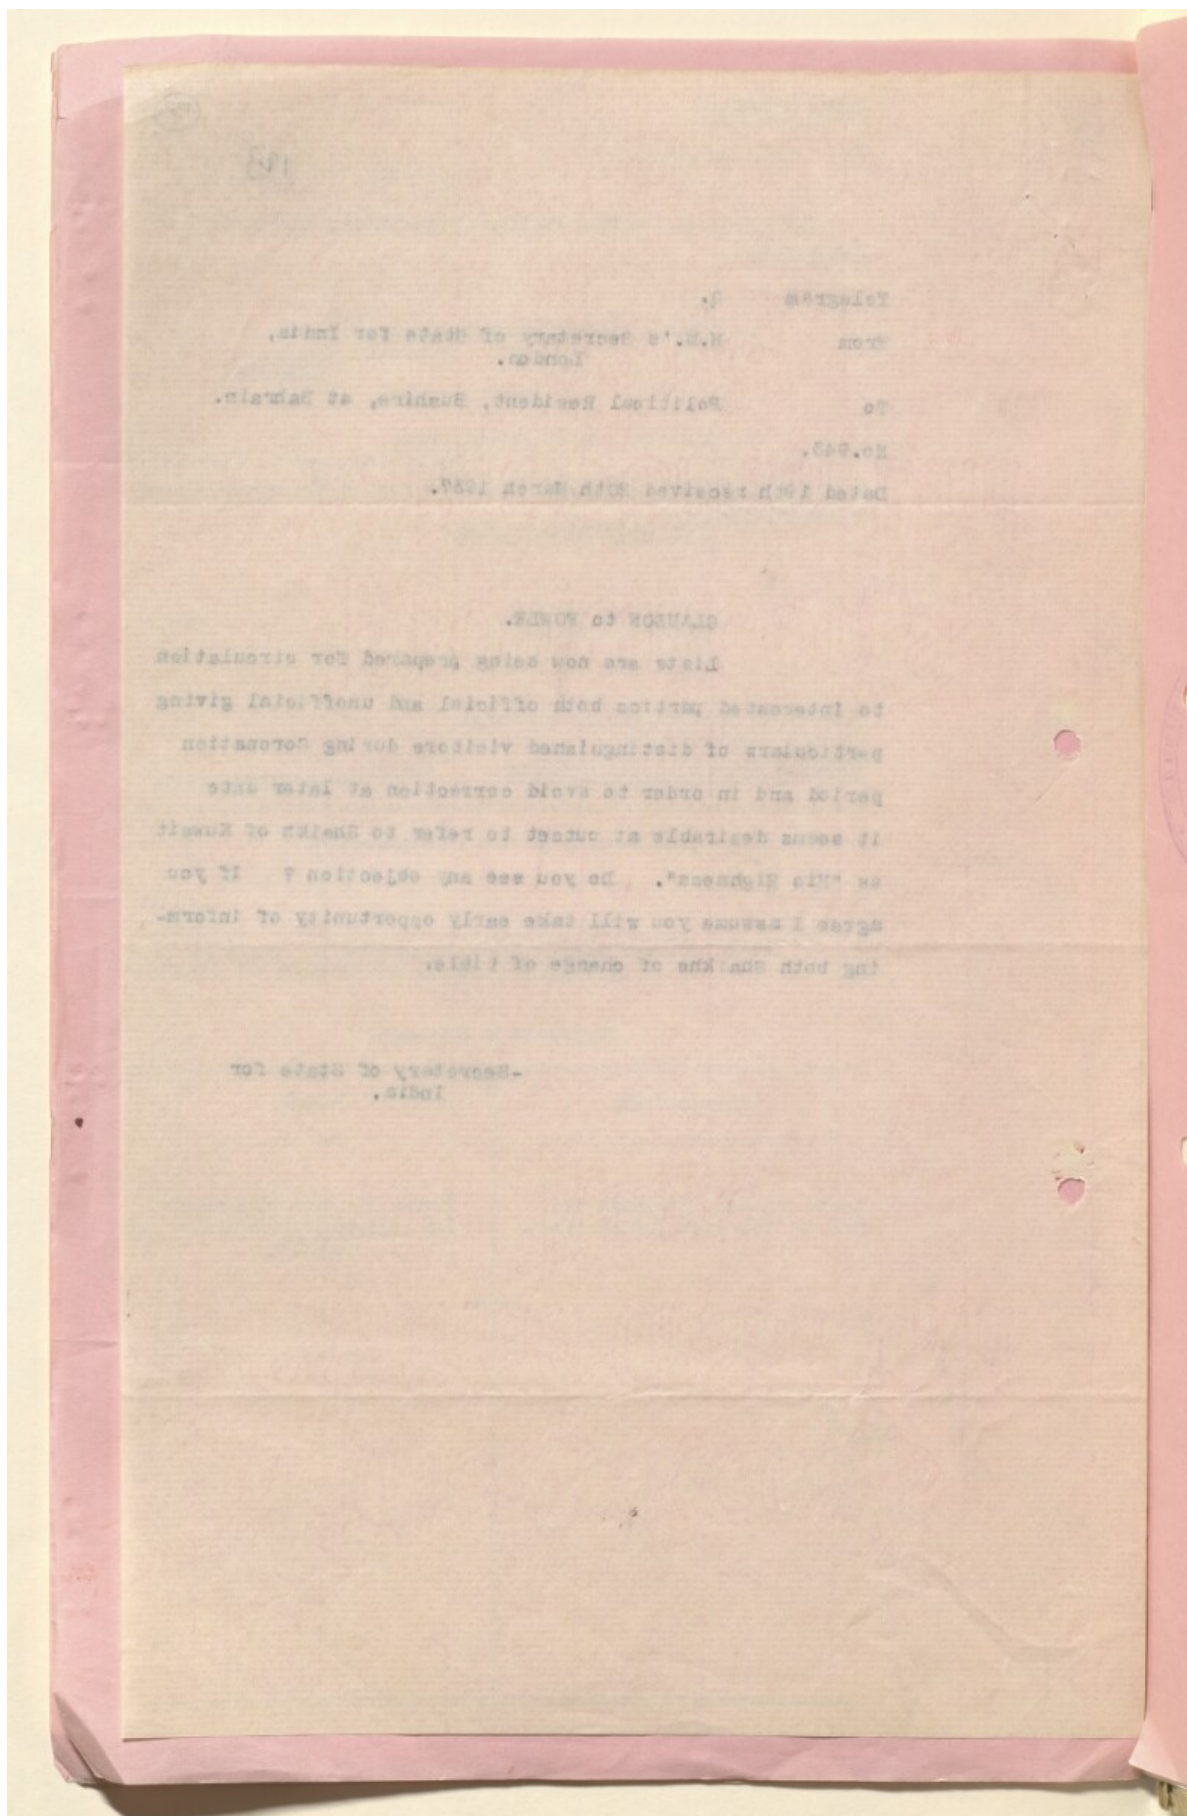 Telegram Q.
From H.M.'s Secretary of State for India,
London.
To Political Resident, Bushire, at Bahrain.
No.943.
Dated 19th received 20th March 1937.
CLAUSON to FOWLE.
Lists are now being prepared for circulation
to interested parties both official and unofficial giving
particulars of distinguished visitors during Coronation
period and in order to avoid correction at later date
it seems desirable at outset to refer to Sheikh of Kuwait
as "His Highness". Do you see any objection ? If you
agree I assume you will take early opportunity of inform-
ing both Shaikhs of change of title.
-Secretary of State for
India.